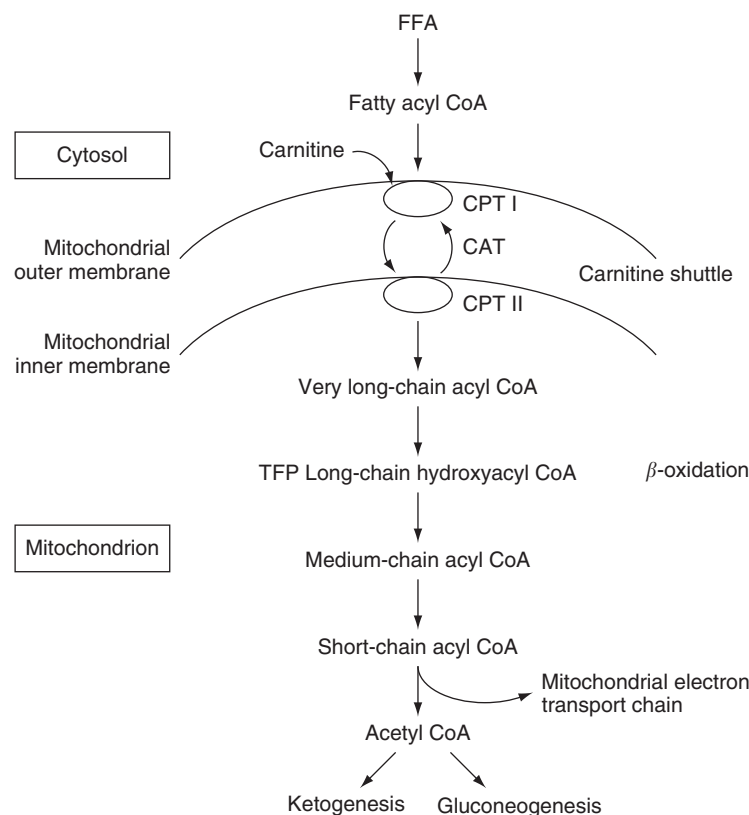 FFA
Fatty acyl CoA
Cytosol
Carnitine
CPT I
Mitochondrial
outer membrane
CAT
Carnitine shuttle
CPT II
Mitochondrial
inner membrane
Very long-chain acyl CoA
TFP Long-chain hydroxyacyl CoA
β-oxidation
Mitochondrion
Medium-chain acyl CoA
Short-chain acyl CoA
Mitochondrial electron
transport chain
Acetyl CoA
Ketogenesis
Gluconeogenesis